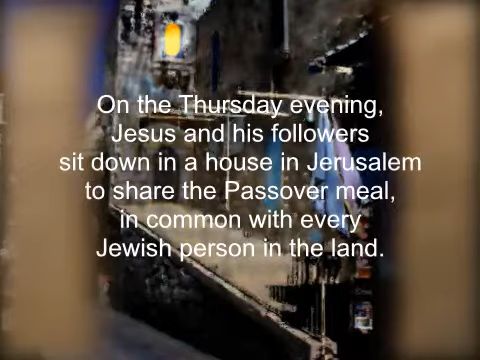 On the Thursday evening,
Jesus and his followers
sit down in a house in Jerusalem
to share the Passover meal,
in common with every
Jewish person in the land.